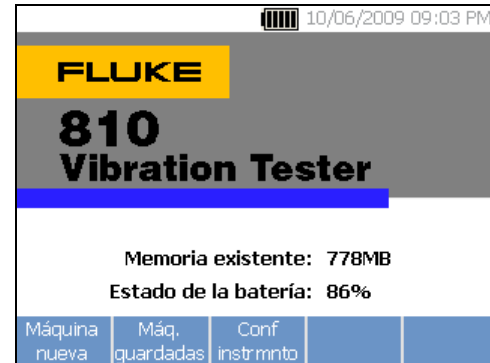 10/06/2009 09:03 PM
FLUKE
810
Vibration Tester
Memoria existente: 778MB
Estado de la batería: 86%
Máquina nueva
Máq. guardadas
Conf instrmnto